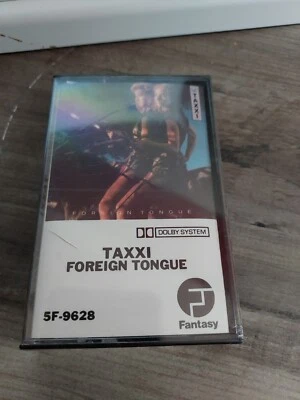 TAXXI
FOREIGN TONGUE
DOLBY SYSTEM
TAXXI
FOREIGN TONGUE
5F-9628
Fantasy